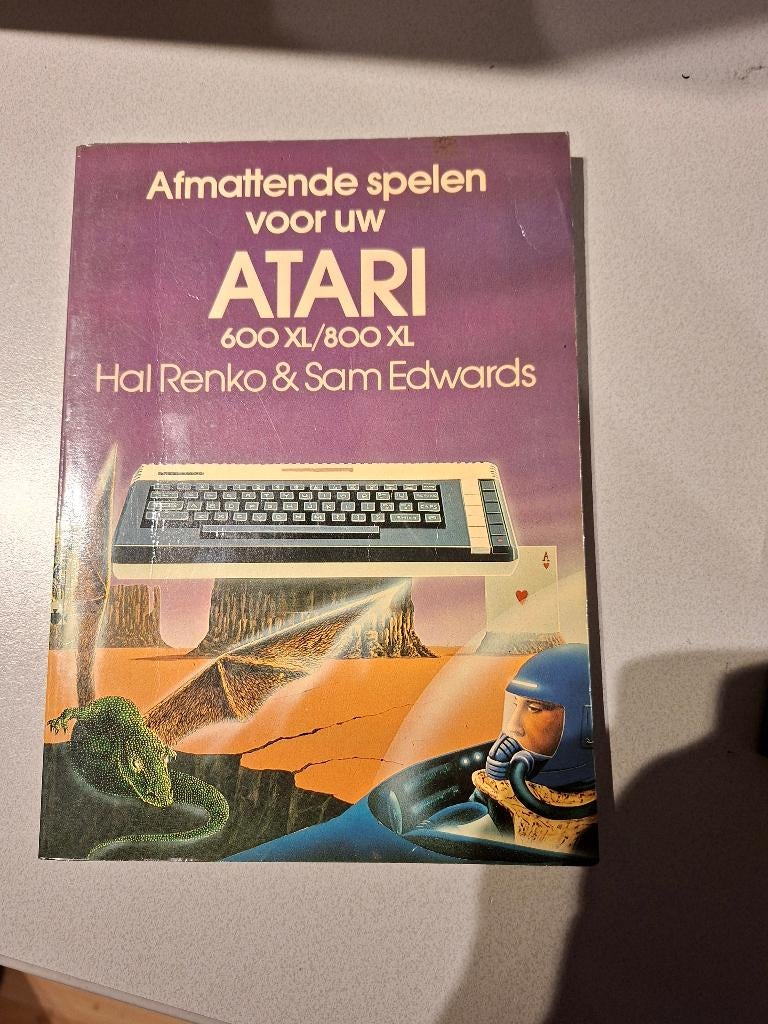 Afmattende spelen
voor uw
ATARI
600 XL/800 XL
Hal Renko & Sam Edwards
A